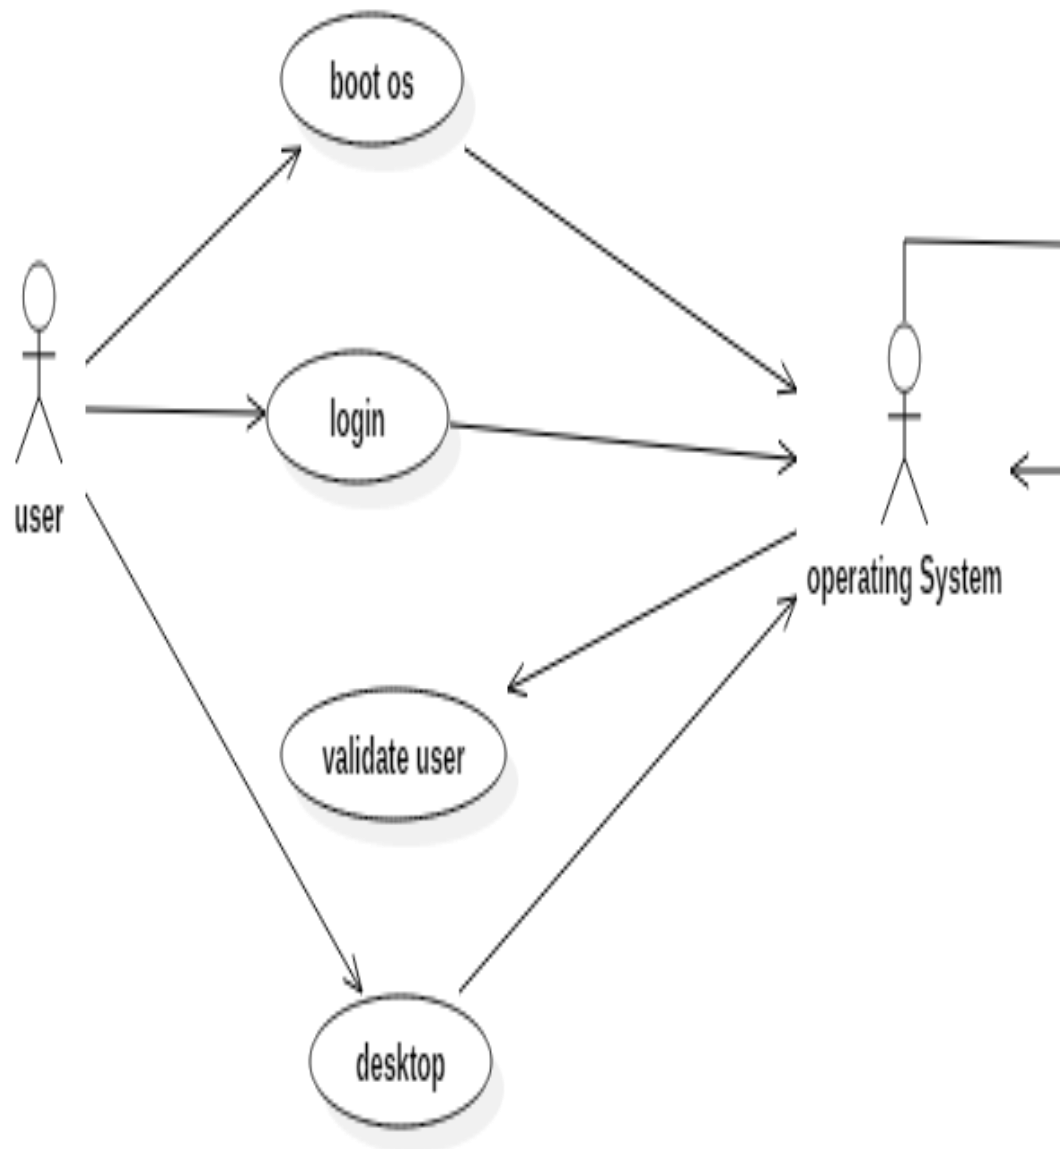 boot os
login
user
operating System
validate user
desktop